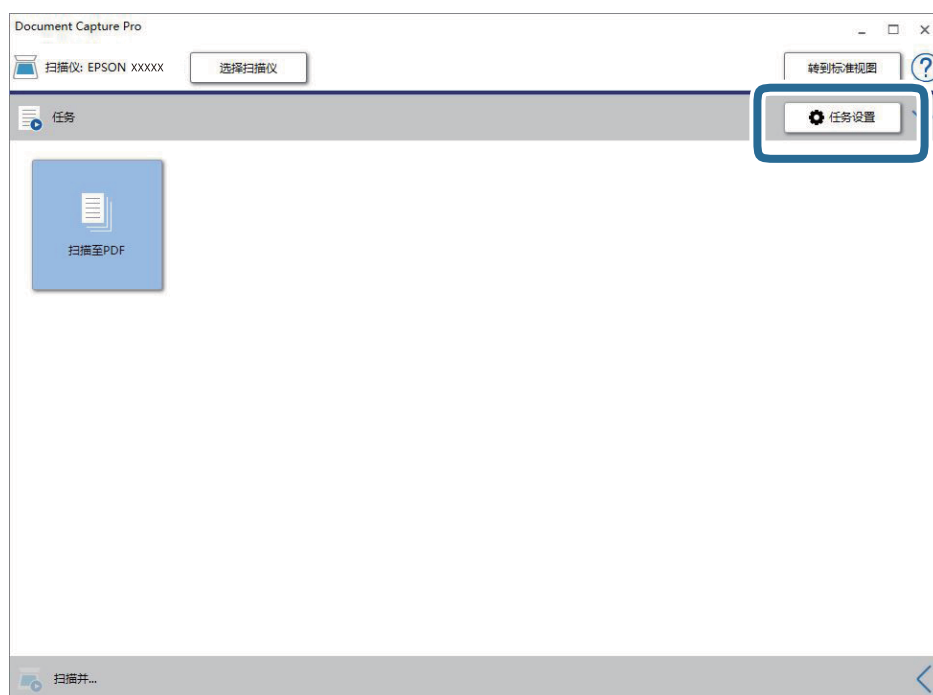 Document Capture Pro
扫描仪: EPSON XXXXX
选择扫描仪
转到标准视图
?
任务
任务设置
扫描至PDF
扫描并...